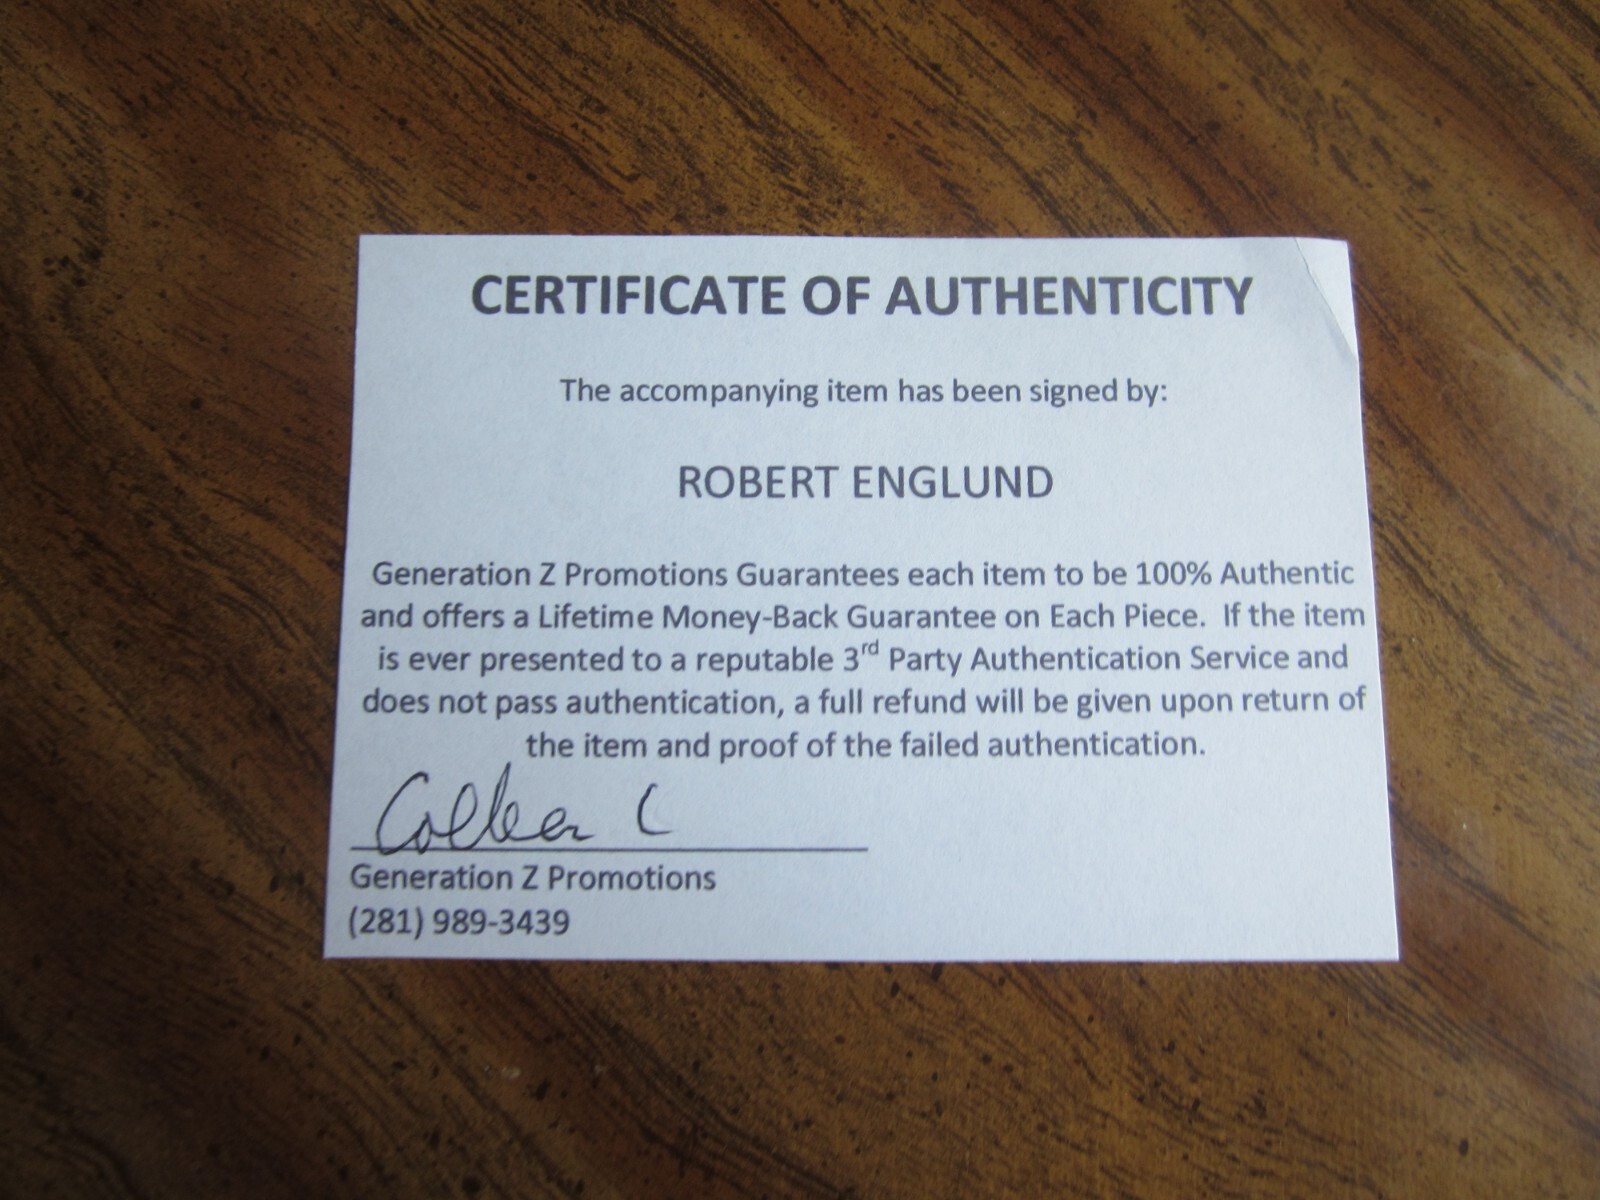 CERTIFICATE OF AUTHENTICITY
The accompanying item has been signed by:
ROBERT ENGLUND
Generation Z Promotions Guarantees each item to be 100% Authentic
and offers a Lifetime Money-Back Guarantee on Each Piece. If the item
is ever presented to a reputable 3rd Party Authentication Service and
does not pass authentication, a full refund will be given upon return of
the item and proof of the failed authentication.
Colleen C
Generation Z Promotions
(281) 989-3439